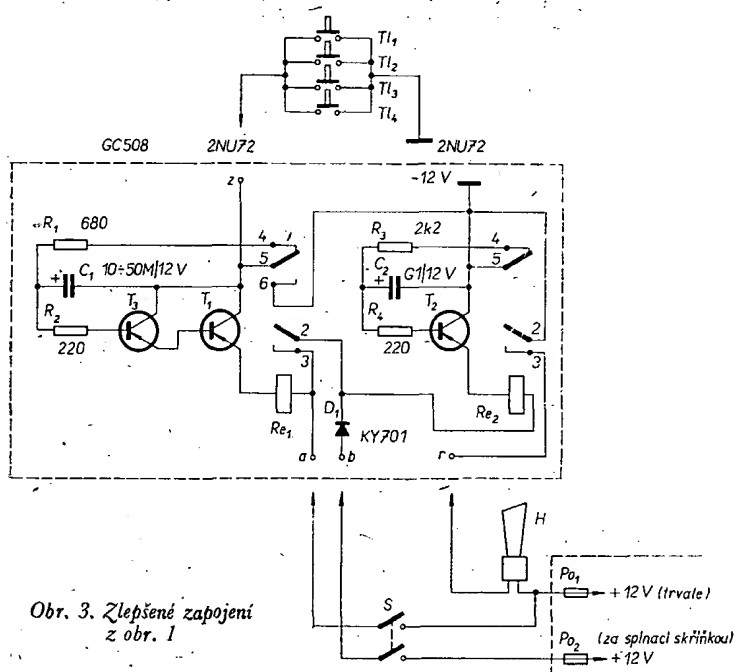 Tl1
Tl2
Tl3
Tl4
GC508
2NU72
2NU72
z
-12 V
R1 680
4
5
6
+ C1 10÷50M/12 V
R2
220
T3
T1
2
3
Re1
D1
KY701
a
b
R3 2k2
4
5
+ C2 G1/12 V
R4
220
T2
2
3
Re2
r
H
S
Po1
+12 V (trvale)
Po2
(za spínací skříňkou)
+12 V
Obr. 3. Zlepšené zapojení
z obr. 1